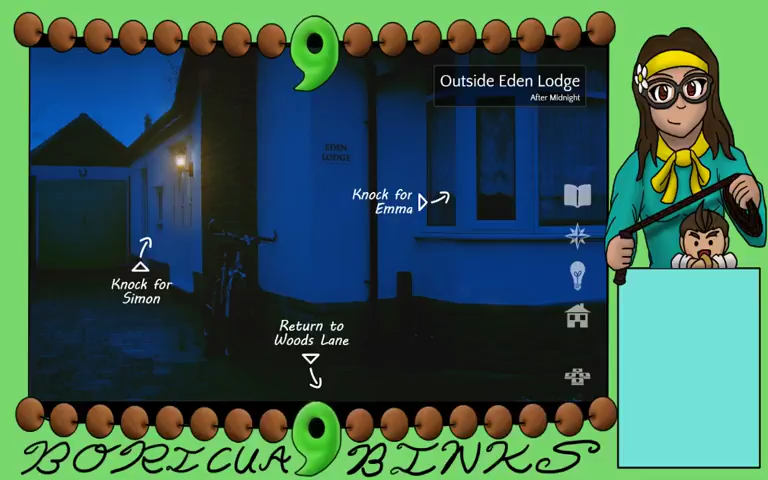 Outside Eden Lodge
After Midnight
EDEN
LODGE
Knock for
Emma
Knock for
Simon
Return to
Woods Lane
BORICUA BINKS